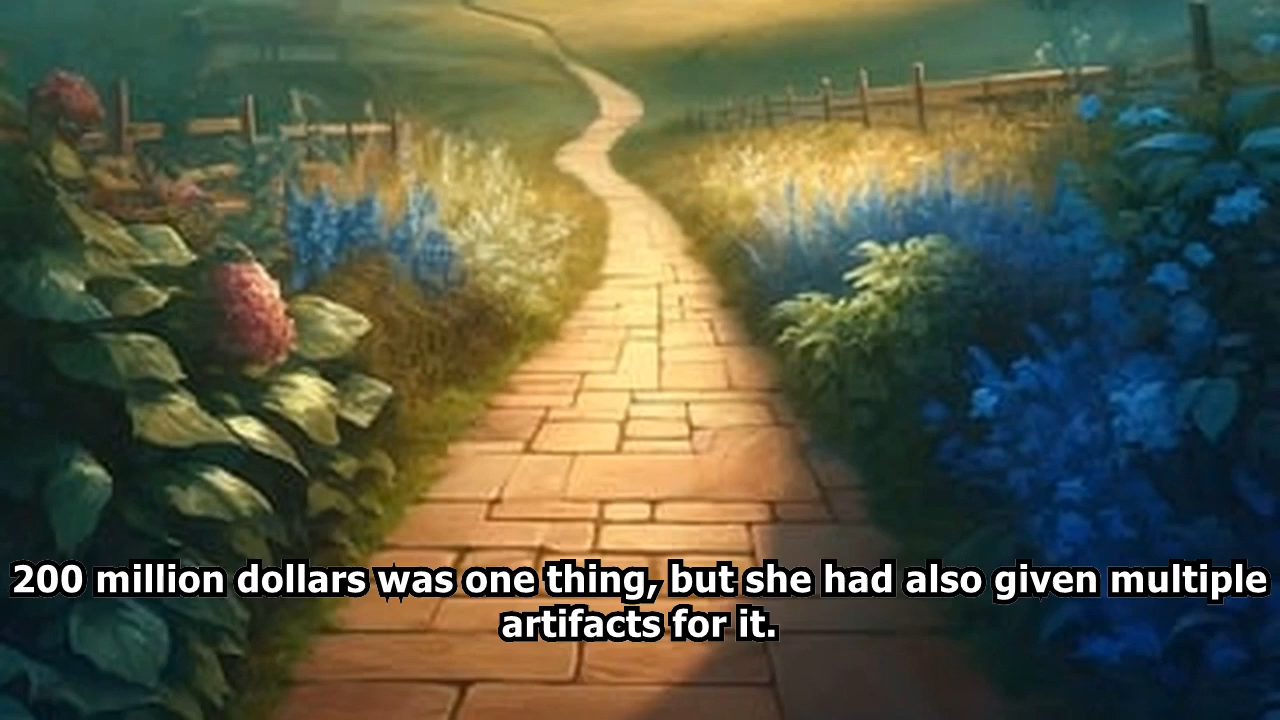 200 million dollars was one thing, but she had also given multiple
artifacts for it.